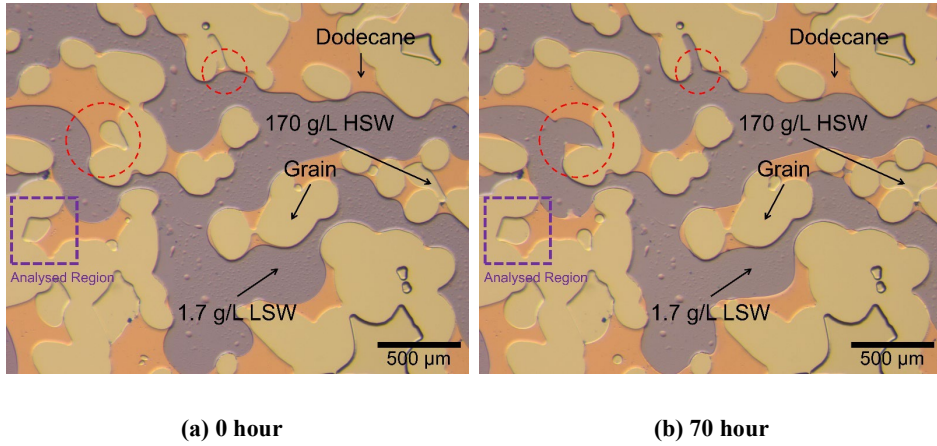 Dodecane
170 g/L HSW
Grain
Analysed Region
1.7 g/L LSW
500 µm
(a) 0 hour
Dodecane
170 g/L HSW
Grain
Analysed Region
1.7 g/L LSW
500 µm
(b) 70 hour